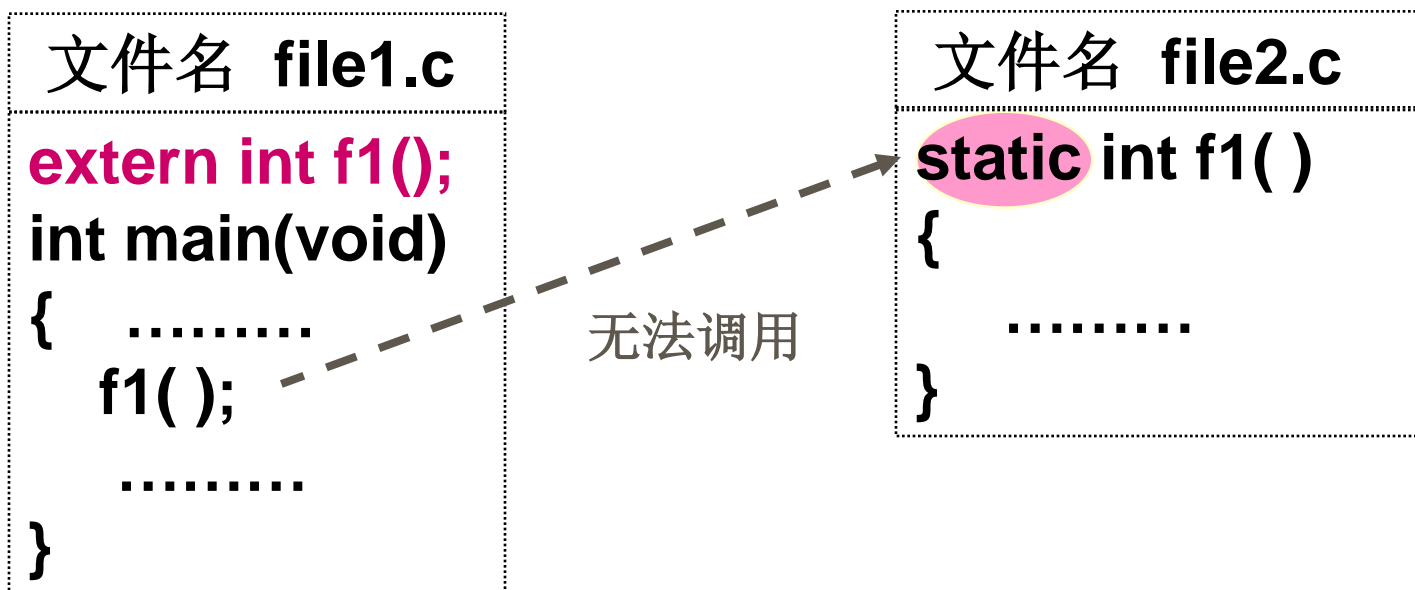 文件名 file1.c
extern int f1();
int main(void)
{ ………
f1( );
………
}
无法调用
文件名 file2.c
static int f1( )
{
………
}